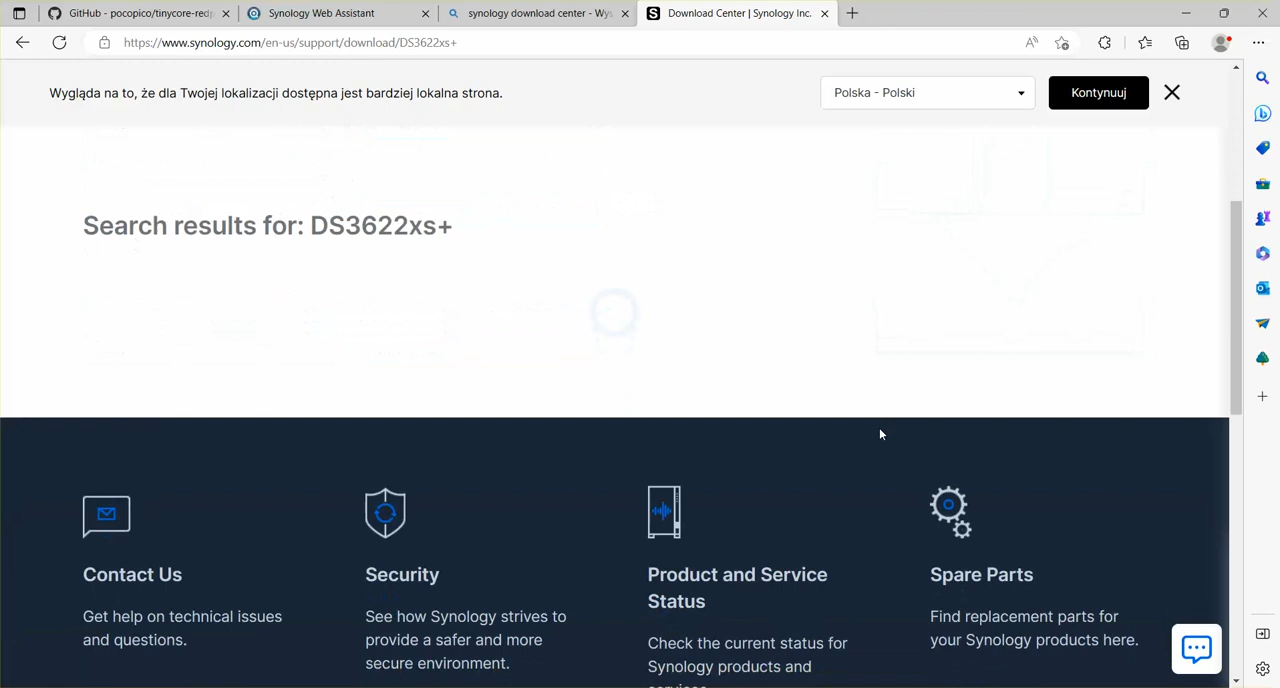 GitHub - pocopico/tinycore-redp
Synology Web Assistant
synology download center - Wys
Download Center | Synology Inc.
https://www.synology.com/en-us/support/download/DS3622xs+
Wygląda na to, że dla Twojej lokalizacji dostępna jest bardziej lokalna strona.
Polska - Polski
Kontynuuj
Search results for: DS3622xs+
Contact Us
Get help on technical issues
and questions.
Security
See how Synology strives to
provide a safer and more
secure environment.
Product and Service
Status
Check the current status for
Synology products and
services.
Spare Parts
Find replacement parts for
your Synology products here.